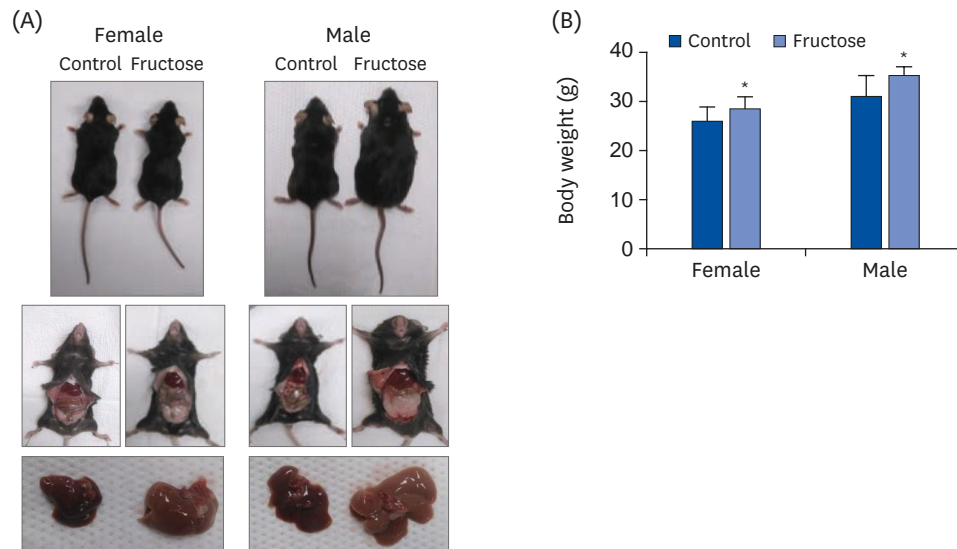 (A)
Female Male
Control Fructose Control Fructose
(B)
Control Fructose
Body weight (g)
40
30
20
10
0
* *
Female Male